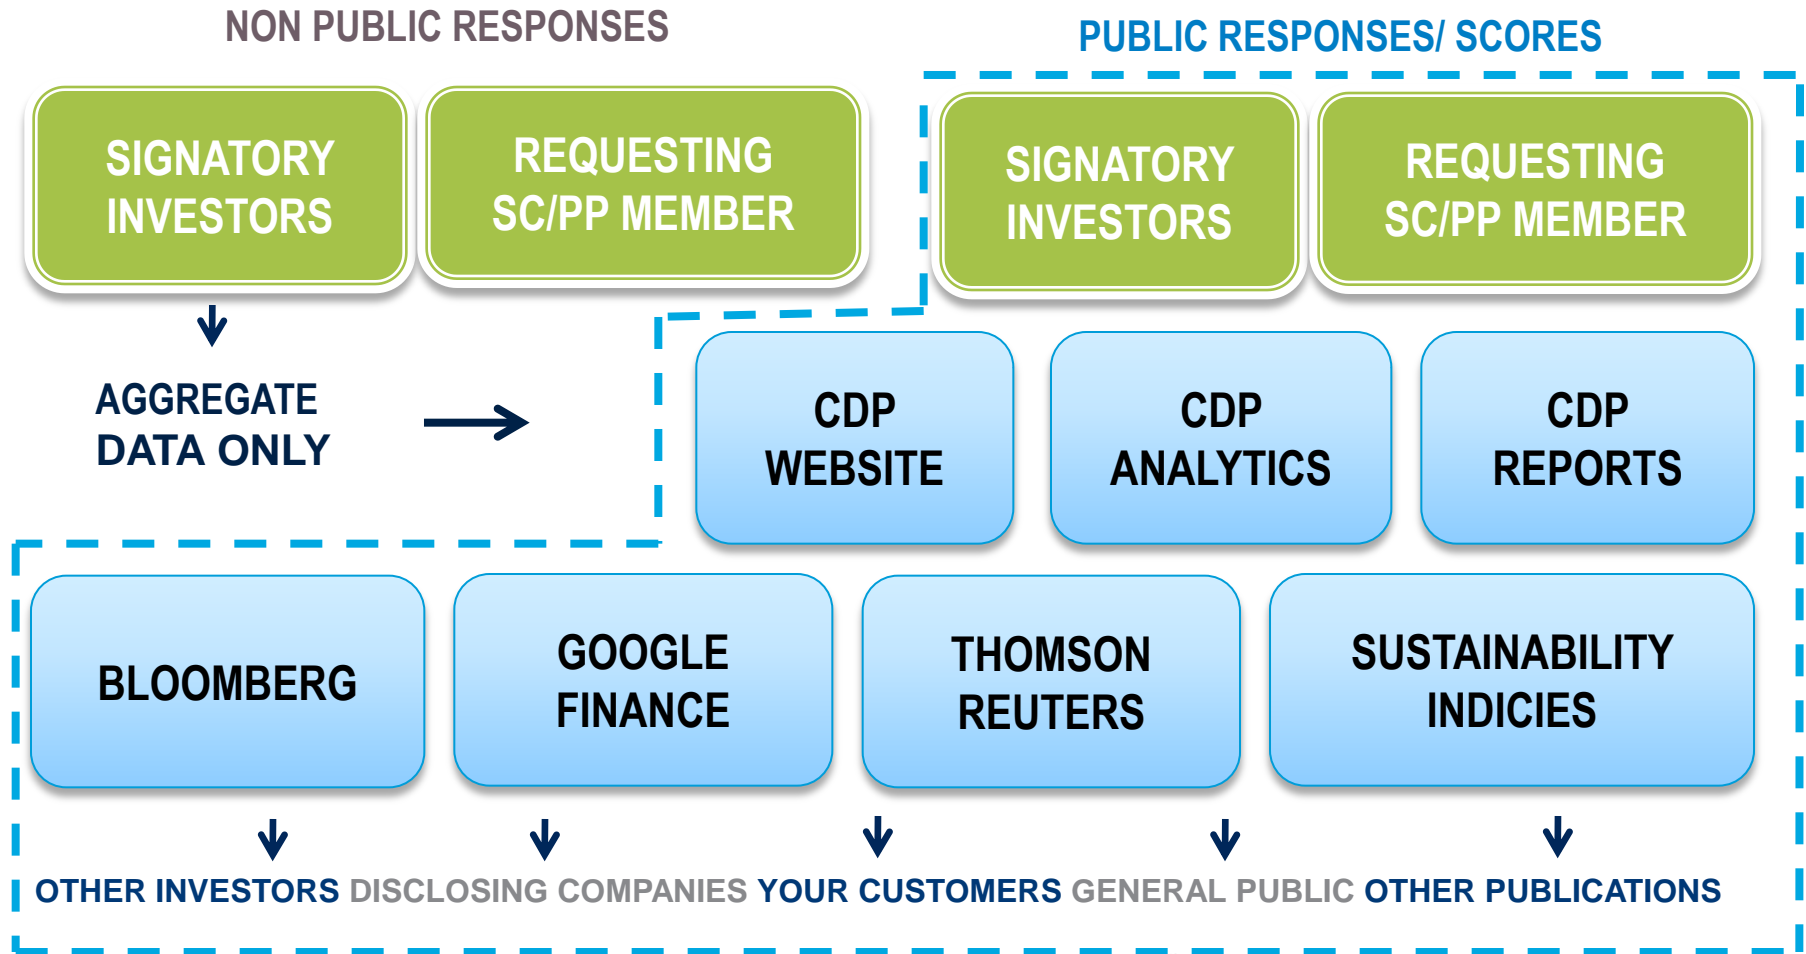 NON PUBLIC RESPONSES
PUBLIC RESPONSES/ SCORES
SIGNATORY
INVESTORS
REQUESTING
SC/PP MEMBER
SIGNATORY
INVESTORS
REQUESTING
SC/PP MEMBER
AGGREGATE
DATA ONLY
CDP
WEBSITE
CDP
ANALYTICS
CDP
REPORTS
BLOOMBERG
GOOGLE
FINANCE
THOMSON
REUTERS
SUSTAINABILITY
INDICIES
OTHER INVESTORS DISCLOSING COMPANIES YOUR CUSTOMERS GENERAL PUBLIC OTHER PUBLICATIONS